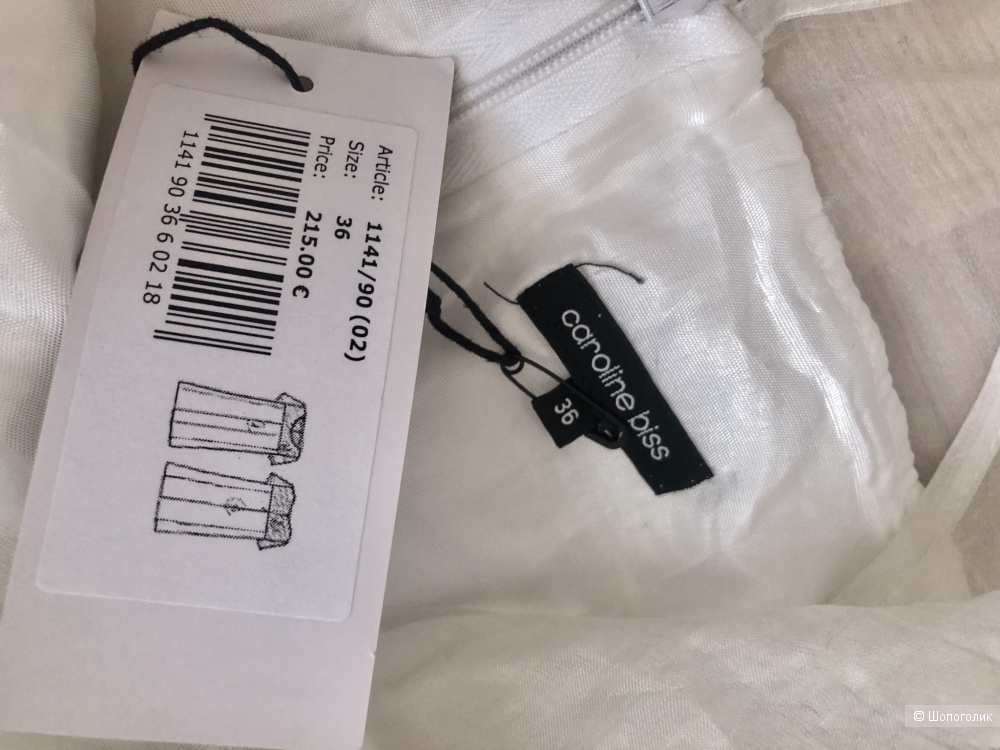 Article: 1141/90 (02)
Size: 36
Price: 215.00 €
1141 90 36 6 02 18
caroline biss
36
© Шопоголик